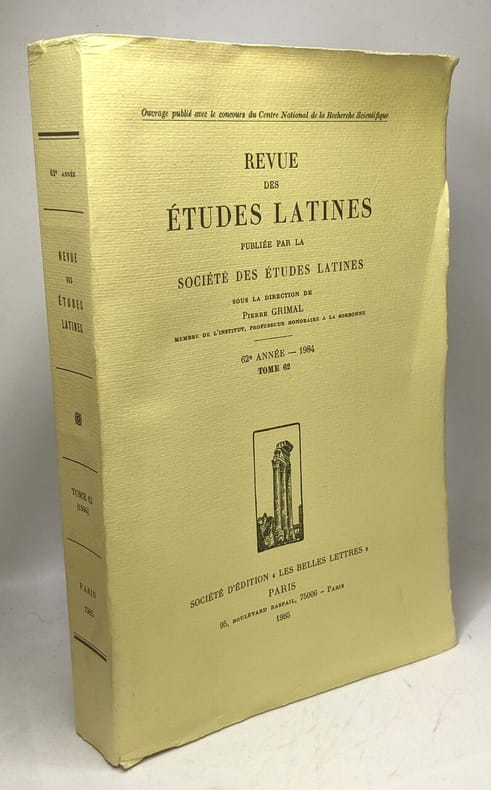 Ouvrage publié avec le concours du Centre National de la Recherche Scientifique
REVUE
DES
ÉTUDES LATINES
PUBLIÉE PAR LA
SOCIÉTÉ DES ÉTUDES LATINES
SOUS LA DIRECTION DE
PIERRE GRIMAL
MEMBRE DE L'INSTITUT, PROFESSEUR HONORAIRE A LA SORBONNE
62e ANNÉE — 1984
TOME 62
SOCIÉTÉ D'ÉDITION « LES BELLES LETTRES »
PARIS
95, BOULEVARD RASPAIL, 75006 - PARIS
1985
62e ANNÉE
REVUE
DES
ÉTUDES
LATINES
TOME 62
(1984)
PARIS
1985